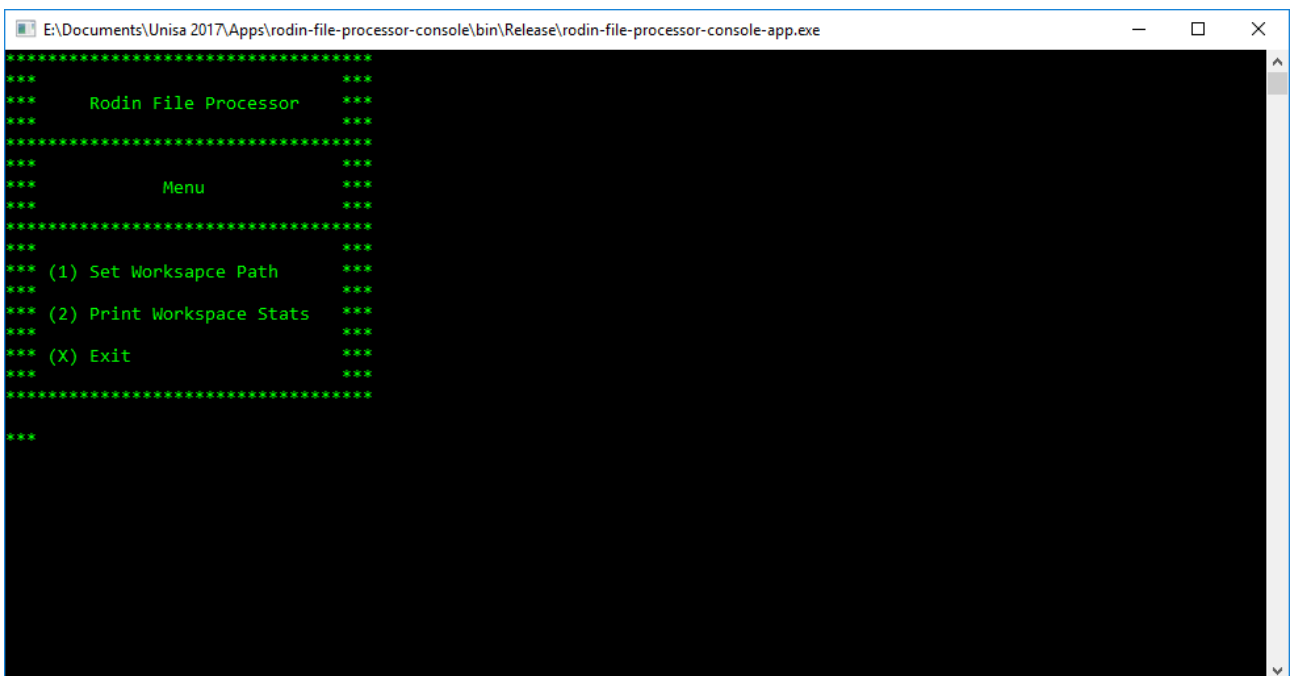 E:\Documents\Unisa 2017\Apps\rodin-file-processor-console\bin\Release\rodin-file-processor-console-app.exe
***********************************
***                             ***
***     Rodin File Processor    ***
***                             ***
***********************************
***                             ***
***            Menu             ***
***                             ***
***********************************
***                             ***
*** (1) Set Worksapce Path      ***
***                             ***
*** (2) Print Workspace Stats   ***
***                             ***
*** (X) Exit                    ***
***                             ***
***********************************
***